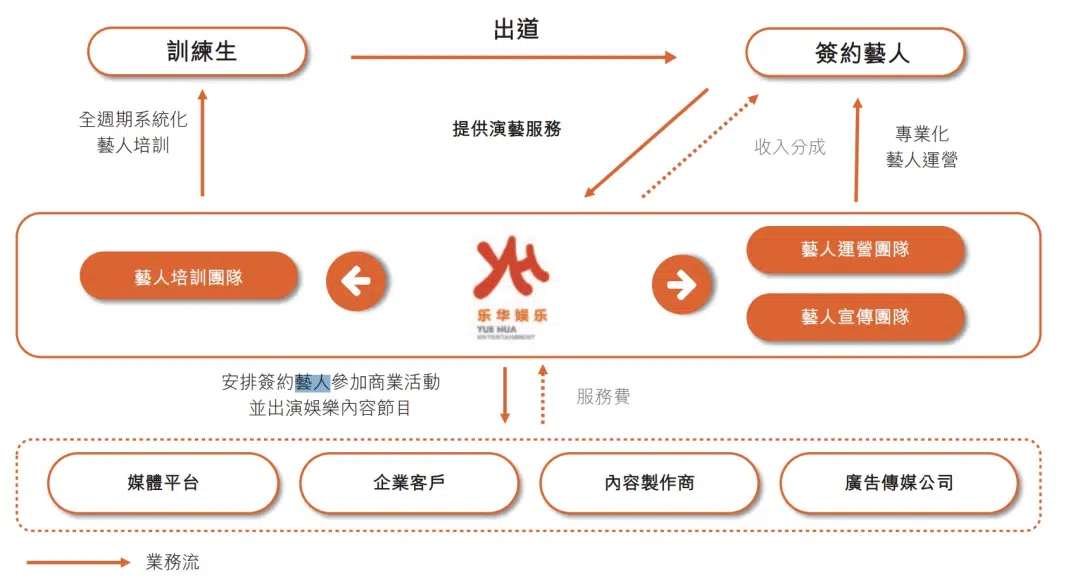 出道
訓練生
簽約藝人
全週期系統化
藝人培訓
提供演藝服務
收入分成
專業化
藝人運營
藝人培訓團隊
乐华娱乐
YUE HUA
ENTERTAINMENT
藝人運營團隊
藝人宣傳團隊
安排簽約藝人參加商業活動
並出演娛樂內容節目
服務費
媒體平台
企業客戶
內容製作商
廣告傳媒公司
業務流